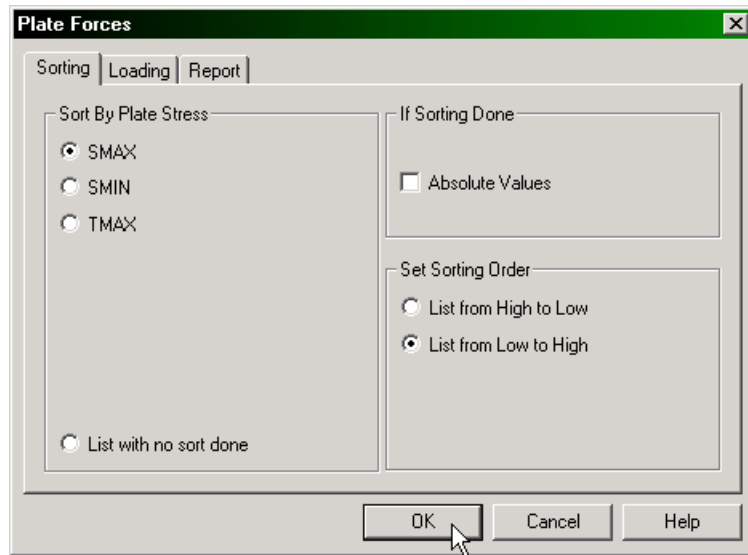 Plate Forces
Sorting Loading Report
Sort By Plate Stress
SMAX
SMIN
TMAX
List with no sort done
If Sorting Done
Absolute Values
Set Sorting Order
List from High to Low
List from Low to High
OK Cancel Help